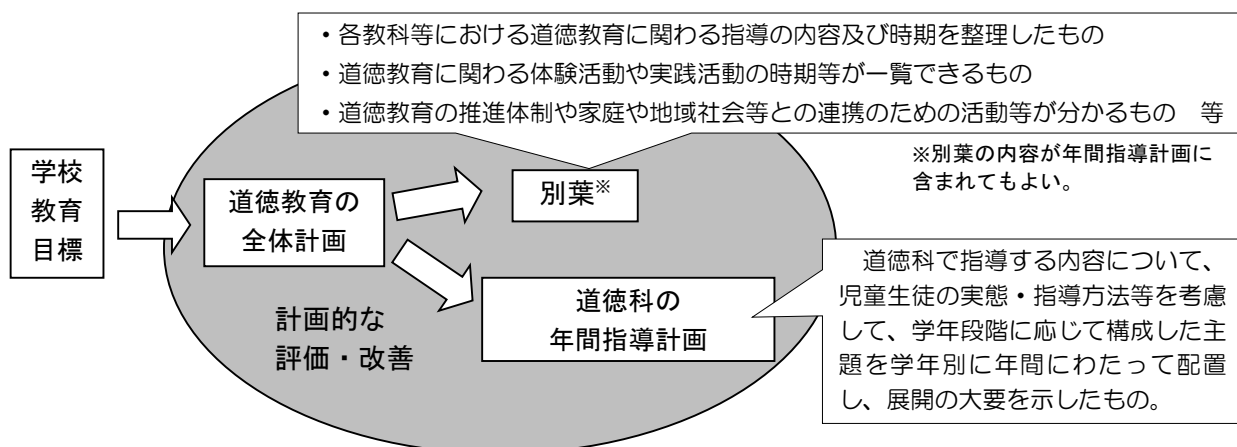 ・各教科等における道徳教育に関わる指導の内容及び時期を整理したもの
・道徳教育に関わる体験活動や実践活動の時期等が一覧できるもの
・道徳教育の推進体制や家庭や地域社会等との連携のための活動等が分かるもの　等
※別葉の内容が年間指導計画に
含まれてもよい。
学校
教育
目標
道徳教育の
全体計画
別葉※
道徳科の
年間指導計画
計画的な
評価・改善
　道徳科で指導する内容について、
児童生徒の実態・指導方法等を考慮
して、学年段階に応じて構成した主
題を学年別に年間にわたって配置
し、展開の大要を示したもの。